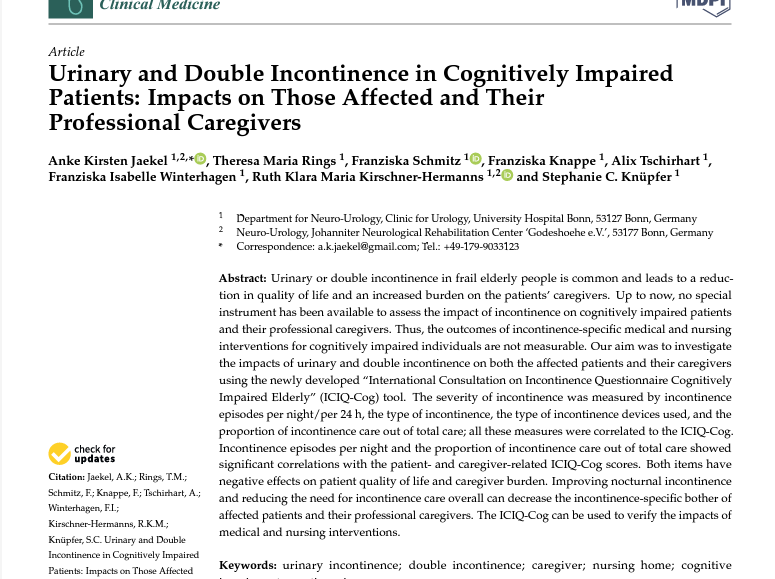 Clinical Medicine
MDPI
Article
Urinary and Double Incontinence in Cognitively Impaired
Patients: Impacts on Those Affected and Their
Professional Caregivers
Anke Kirsten Jaekel 1,2,*, Theresa Maria Rings 1, Franziska Schmitz 1, Franziska Knappe 1, Alix Tschirhart 1,
Franziska Isabelle Winterhagen 1, Ruth Klara Maria Kirschner-Hermanns 1,2 and Stephanie C. Knüpfer 1
1 Department for Neuro-Urology, Clinic for Urology, University Hospital Bonn, 53127 Bonn, Germany
2 Neuro-Urology, Johanniter Neurological Rehabilitation Center ‘Godeshoehe e.V.’, 53177 Bonn, Germany
* Correspondence: a.k.jaekel@gmail.com; Tel.: +49-179-9033123
Abstract: Urinary or double incontinence in frail elderly people is common and leads to a reduc-
tion in quality of life and an increased burden on the patients’ caregivers. Up to now, no special
instrument has been available to assess the impact of incontinence on cognitively impaired patients
and their professional caregivers. Thus, the outcomes of incontinence-specific medical and nursing
interventions for cognitively impaired individuals are not measurable. Our aim was to investigate
the impacts of urinary and double incontinence on both the affected patients and their caregivers
using the newly developed “International Consultation on Incontinence Questionnaire Cognitively
Impaired Elderly” (ICIQ-Cog) tool. The severity of incontinence was measured by incontinence
episodes per night/per 24 h, the type of incontinence, the type of incontinence devices used, and the
proportion of incontinence care out of total care; all these measures were correlated to the ICIQ-Cog.
Incontinence episodes per night and the proportion of incontinence care out of total care showed
significant correlations with the patient- and caregiver-related ICIQ-Cog scores. Both items have
negative effects on patient quality of life and caregiver burden. Improving nocturnal incontinence
and reducing the need for incontinence care overall can decrease the incontinence-specific bother of
affected patients and their professional caregivers. The ICIQ-Cog can be used to verify the impacts of
medical and nursing interventions.
Keywords: urinary incontinence; double incontinence; caregiver; nursing home; cognitive
check for
updates
Citation: Jaekel, A.K.; Rings, T.M.;
Schmitz, F.; Knappe, F.; Tschirhart, A.;
Winterhagen, F.I.;
Kirschner-Hermanns, R.K.M.;
Knüpfer, S.C. Urinary and Double
Incontinence in Cognitively Impaired
Patients: Impacts on Those Affected